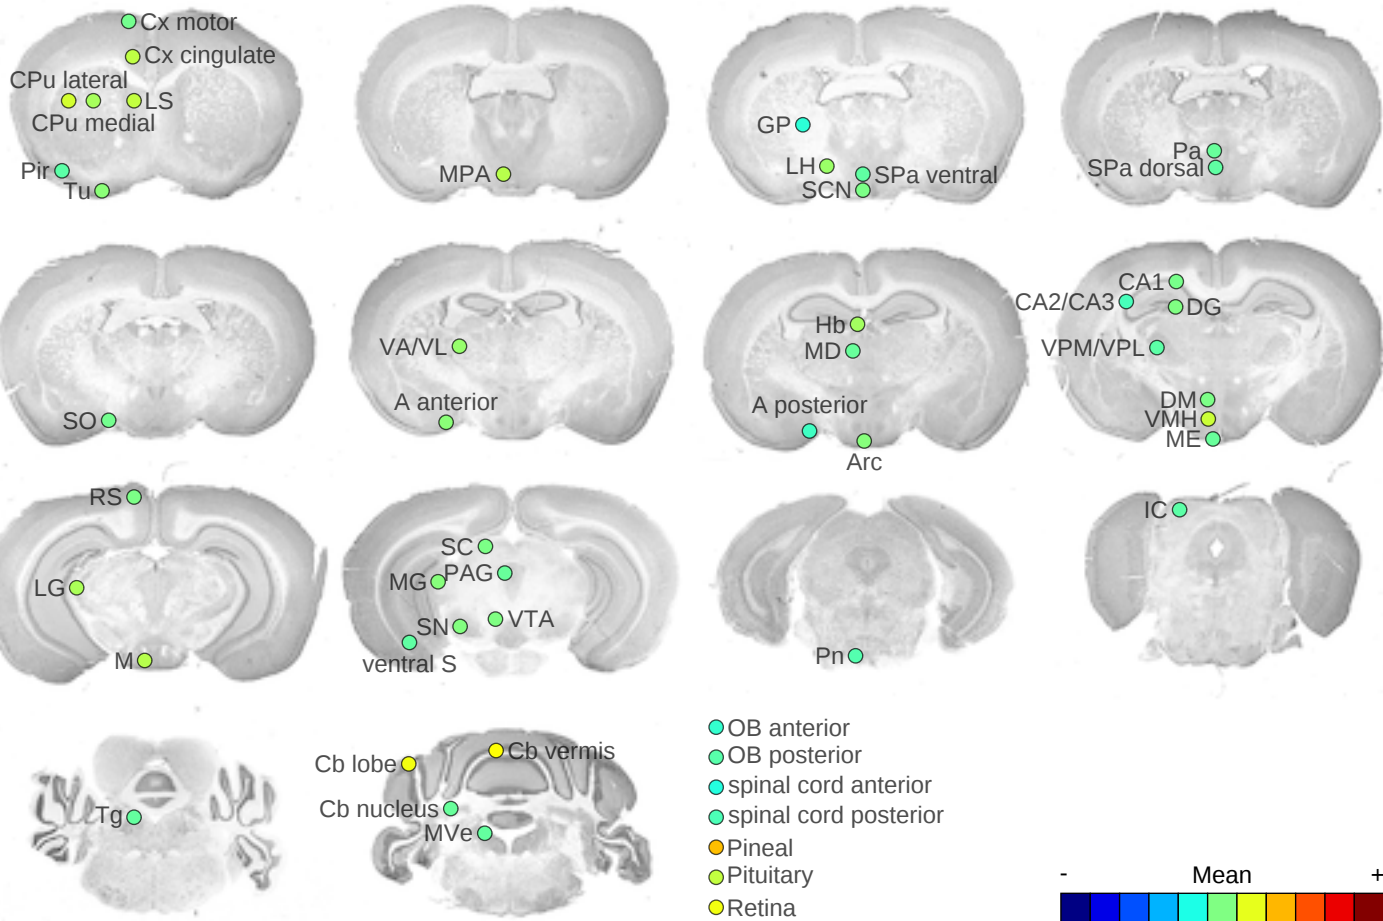 Cx motor
Cx cingulate
CPu lateral
LS
CPu medial
Pir
Tu
MPA
GP
LH
SPa ventral
SCN
Pa
SPa dorsal
SO
VA/VL
A anterior
Hb
MD
A posterior
Arc
CA1
CA2/CA3
DG
VPM/VPL
DM
VMH
ME
RS
LG
M
SC
MG
PAG
SN
VTA
ventral S
Pn
IC
Tg
Cb lobe
Cb vermis
Cb nucleus
MVe
OB anterior
OB posterior
spinal cord anterior
spinal cord posterior
Pineal
Pituitary
Retina
- Mean +